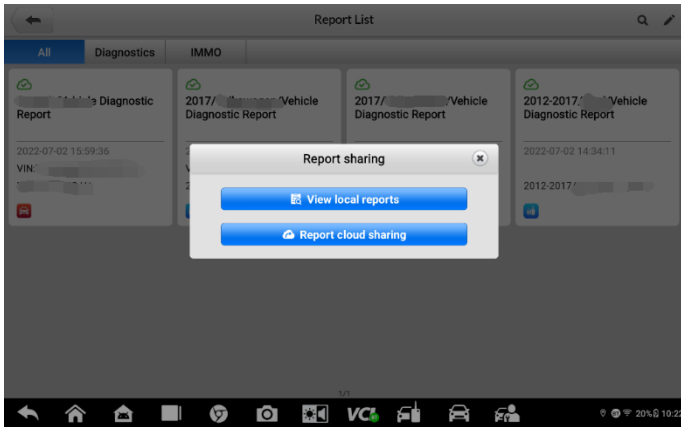 Report List
All
Diagnostics
IMMO
Diagnostic
Report
2022-07-02 15:59:36
VIN:
2017/ /Vehicle
Diagnostic Report
2017/ /Vehicle
Diagnostic Report
2012-2017 Vehicle
Diagnostic Report
2022-07-02 14:34:11
2012-2017/
Report sharing
View local reports
Report cloud sharing
1/1
VCI
20%
10:22